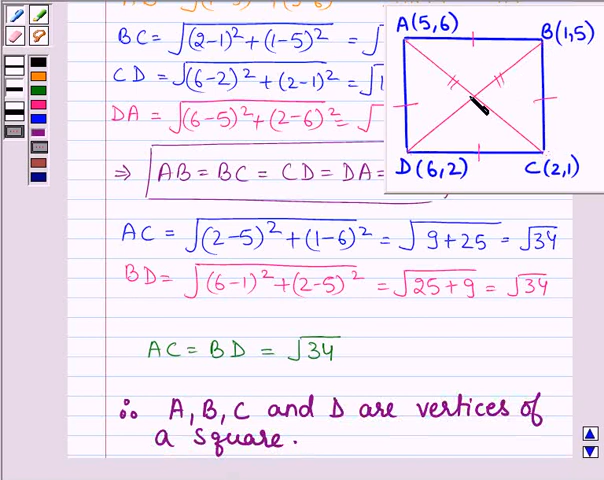 BC = √(2-1)² + (1-5)² = √
CD = √(6-2)² + (2-1)² = √1
DA = √(6-5)² + (2-6)² = √
⇒ AB = BC = CD = DA =
AC = √(2-5)² + (1-6)² = √9+25 = √34
BD = √(6-1)² + (2-5)² = √25+9 = √34
AC = BD = √34
∴ A, B, C and D are vertices of
a square.
A(5,6)
B(1,5)
D(6,2)
C(2,1)